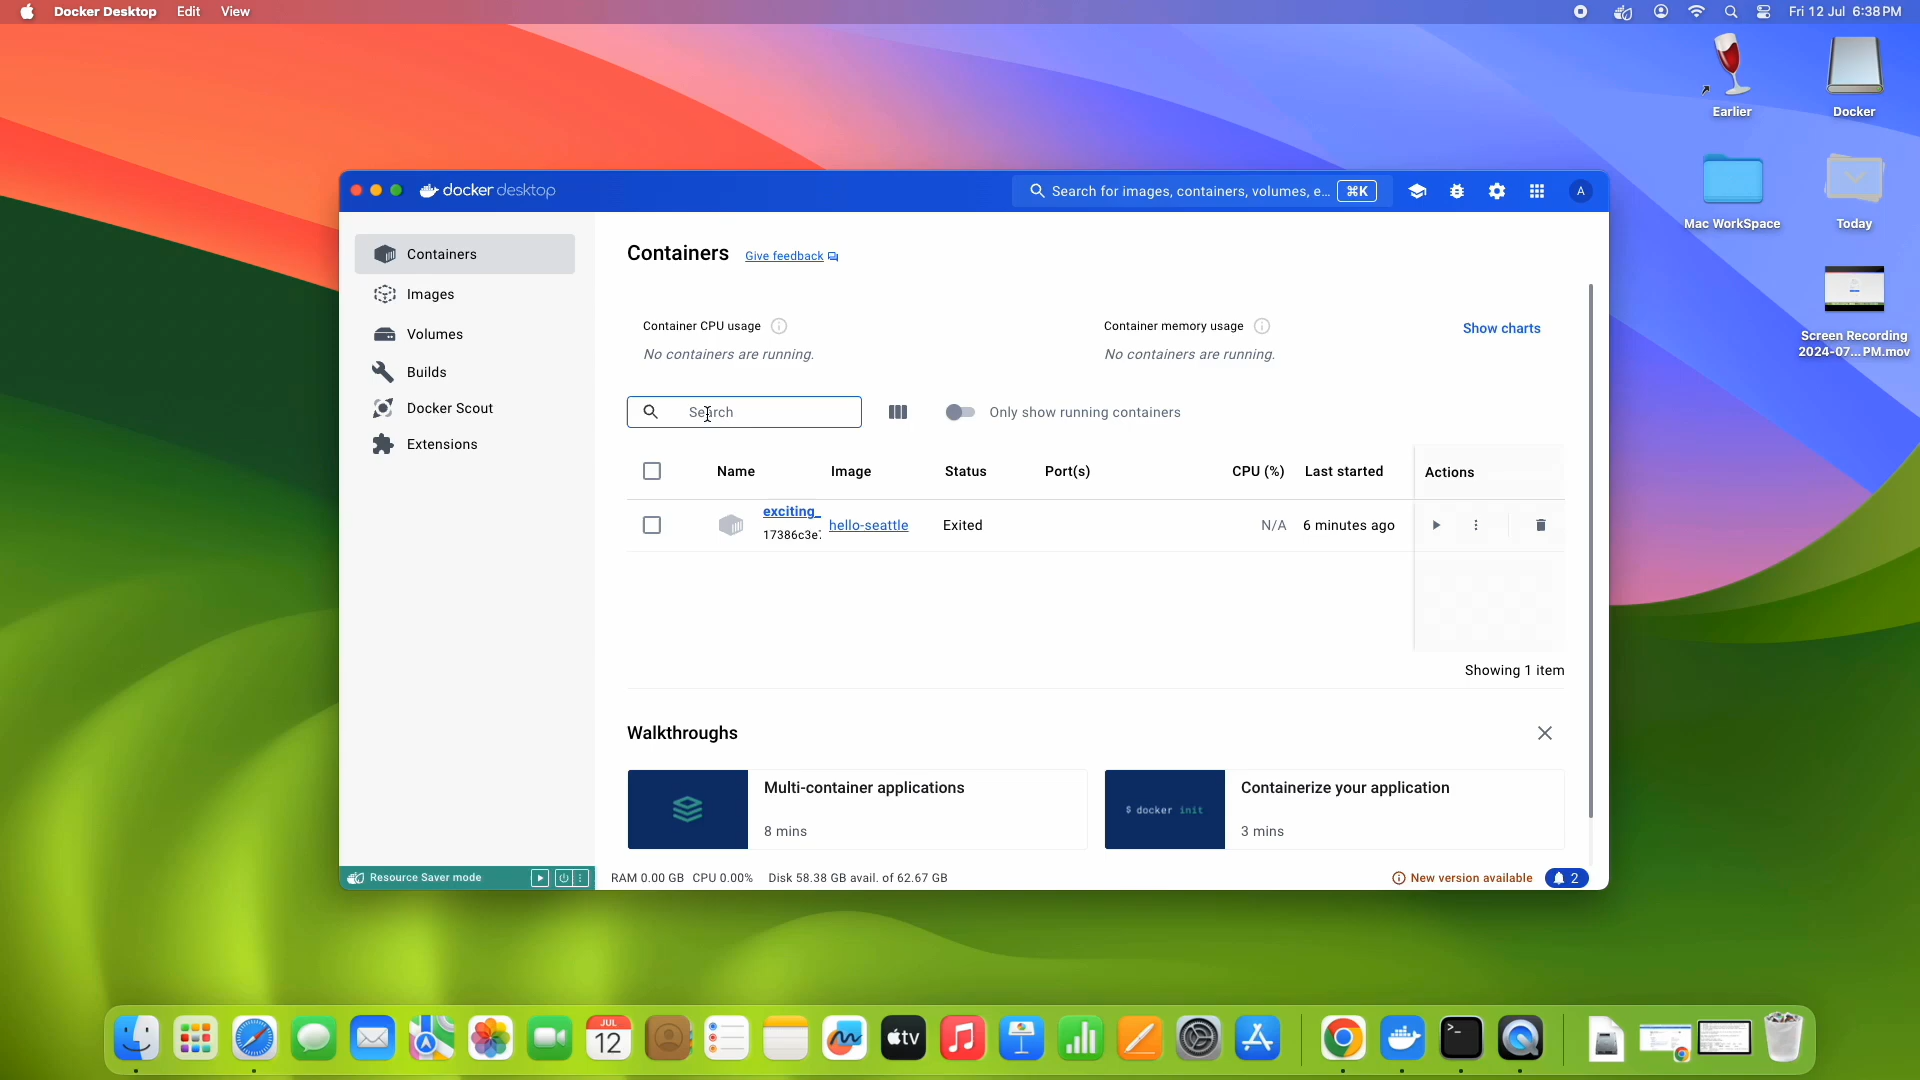 Docker Desktop Edit View Fri 12 Jul 6:38 PM
Earlier
Docker
docker desktop Search for images, containers, volumes, e... ⌘K A
Mac WorkSpace
Today
Containers
Images
Volumes
Builds
Docker Scout
Extensions
Containers Give feedback
Container CPU usage
No containers are running.
Container memory usage
No containers are running.
Show charts
Screen Recording
2024-07...PM.mov
Search
Only show running containers
Name Image Status Port(s) CPU (%) Last started Actions
exciting_
17386c3e
hello-seattle Exited N/A 6 minutes ago
Showing 1 item
Walkthroughs
Multi-container applications
8 mins
$ docker init
Containerize your application
3 mins
Resource Saver mode RAM 0.00 GB CPU 0.00% Disk 58.38 GB avail. of 62.67 GB New version available 2
JUL
12
tv